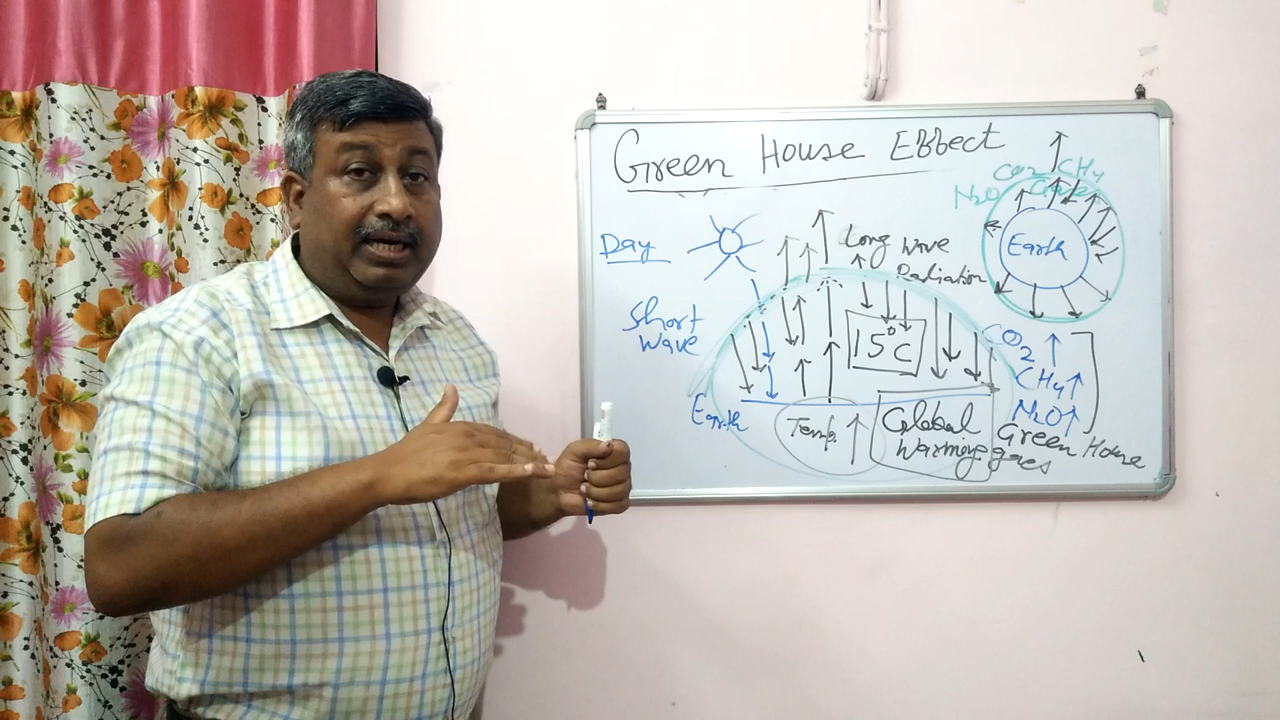 Green House Effect
CO2 CH4
N2O
Earth
Day
Long Wave
Radiation
Short
Wave
15°C
CO2 ↑
CH4 ↑
N2O ↑
Earth
Temp. ↑
Global
Warming
Green House
gases